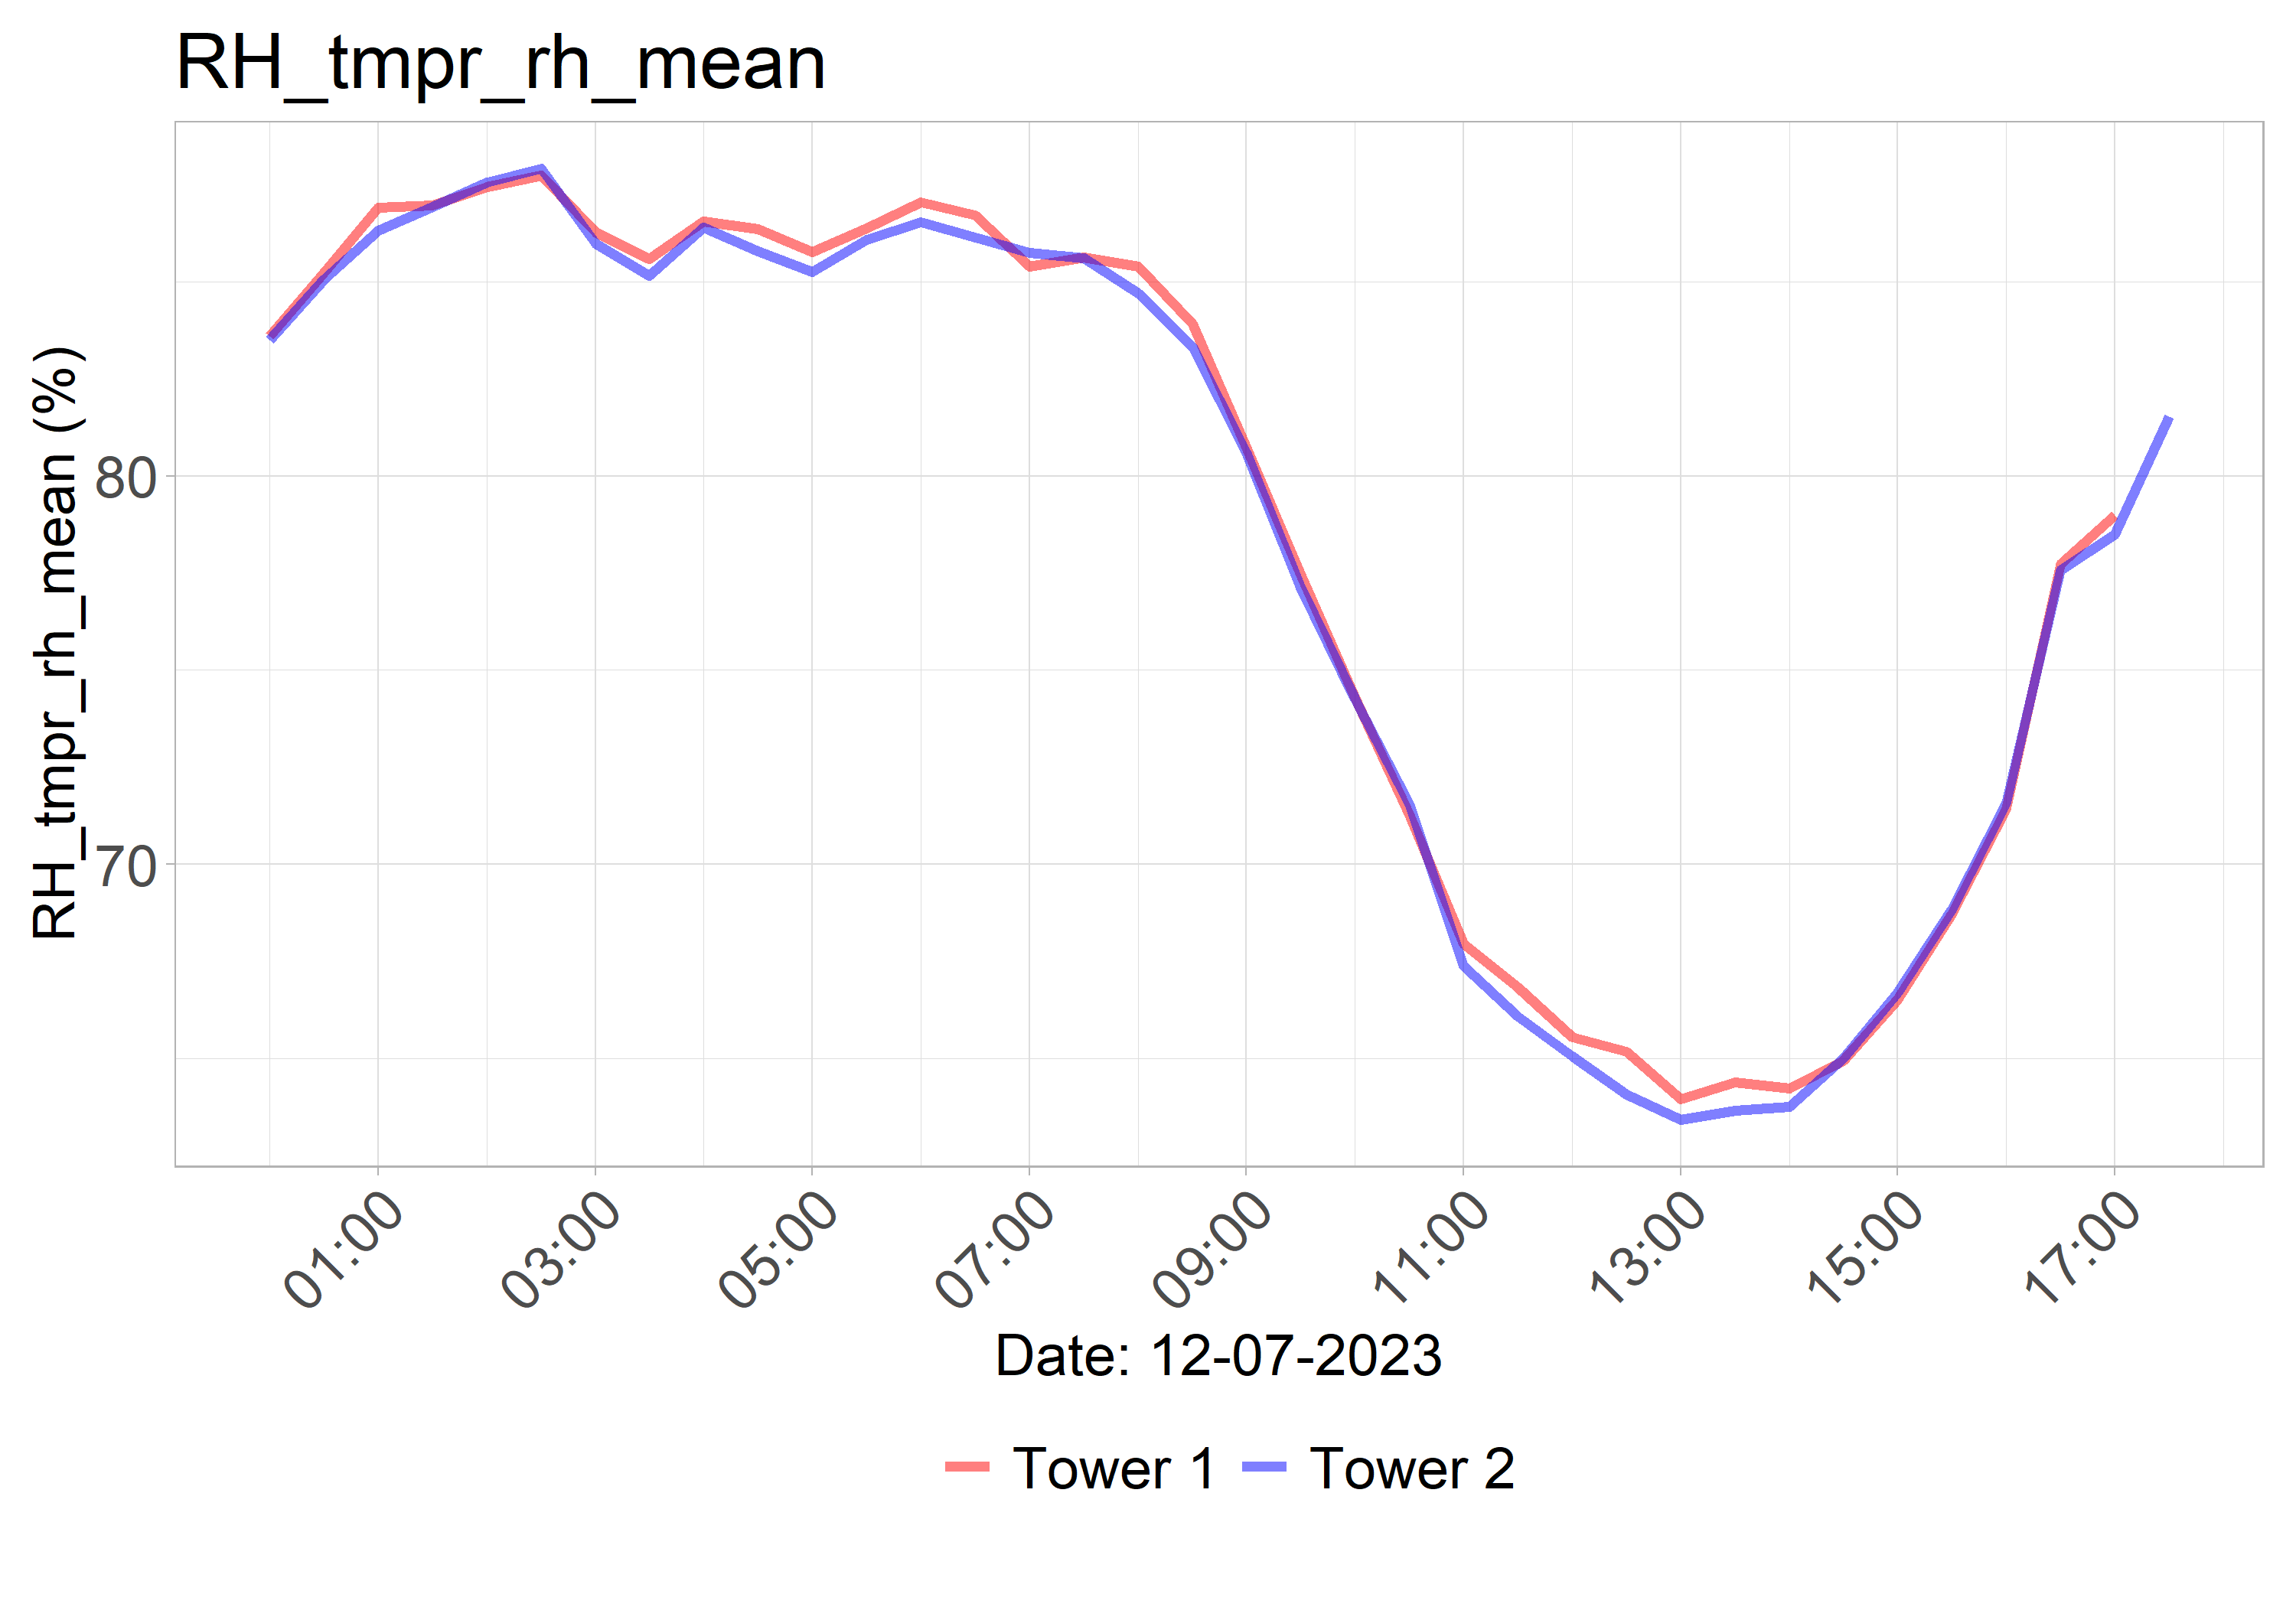 RH_tmpr_rh_mean
RH_tmpr_rh_mean (%)
80
70
01:00
03:00
05:00
07:00
09:00
11:00
13:00
15:00
17:00
Date: 12-07-2023
Tower 1
Tower 2